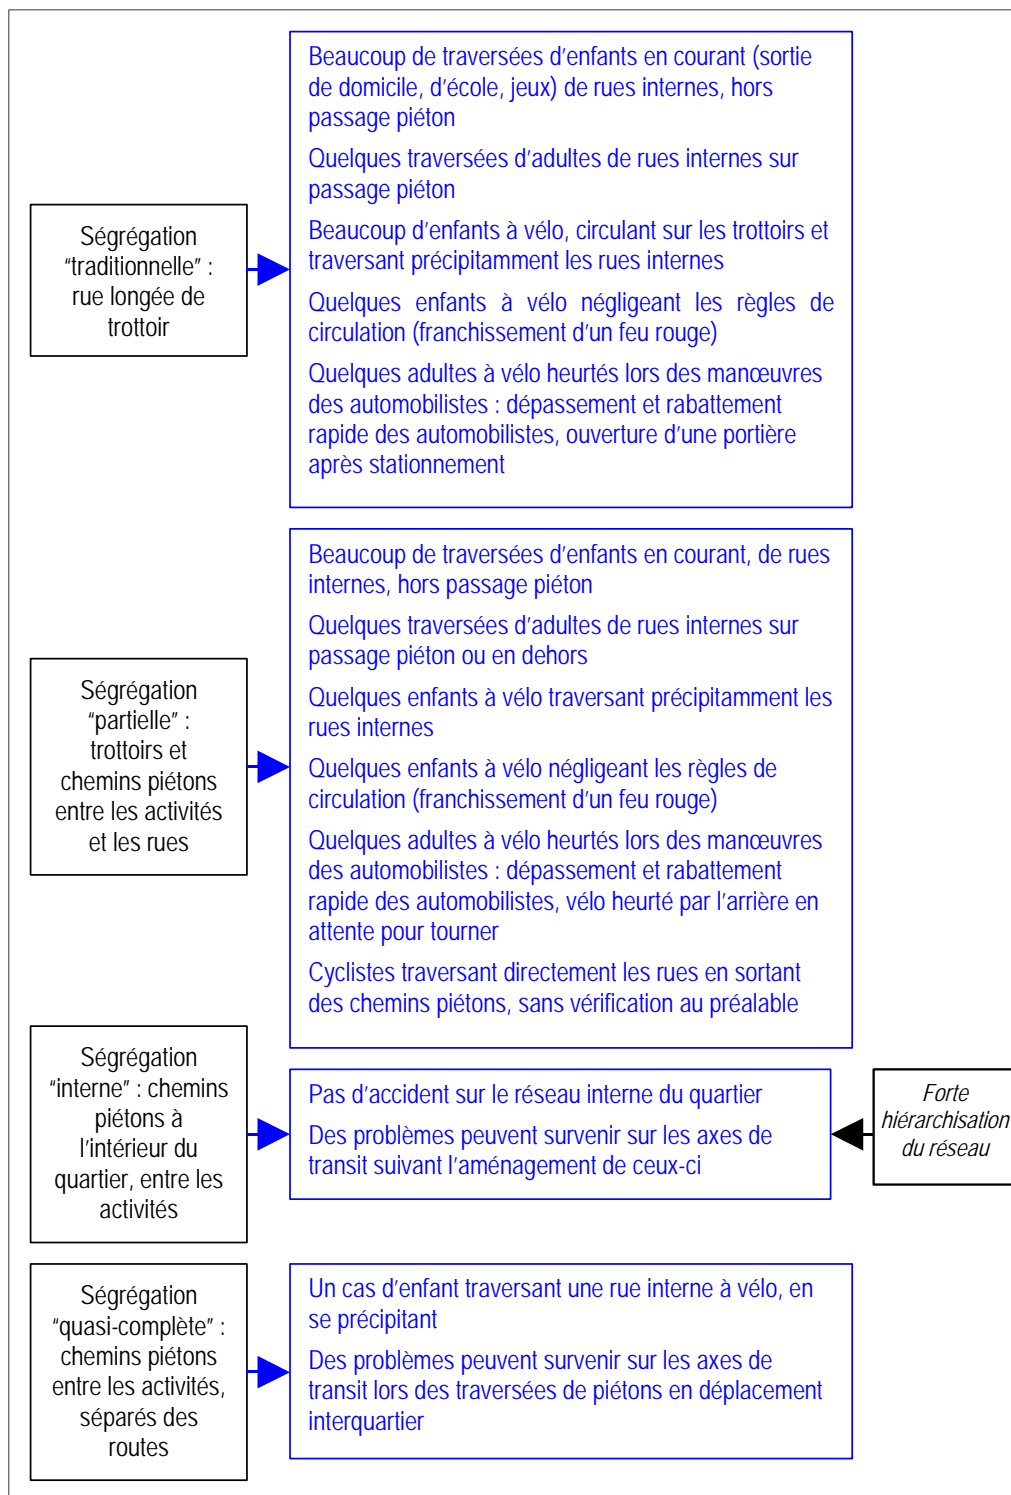 Beaucoup de traversées d'enfants en courant (sortie
de domicile, d'école, jeux) de rues internes, hors
passage piéton
Quelques traversées d'adultes de rues internes sur
passage piéton
Beaucoup d'enfants à vélo, circulant sur les trottoirs et
traversant précipitamment les rues internes
Quelques enfants à vélo négligeant les règles de
circulation (franchissement d'un feu rouge)
Quelques adultes à vélo heurtés lors des manœuvres
des automobilistes : dépassement et rabattement
rapide des automobilistes, ouverture d'une portière
après stationnement
Ségrégation
“traditionnelle” :
rue longée de
trottoir
Beaucoup de traversées d'enfants en courant, de rues
internes, hors passage piéton
Quelques traversées d'adultes de rues internes sur
passage piéton ou en dehors
Quelques enfants à vélo traversant précipitamment les
rues internes
Quelques enfants à vélo négligeant les règles de
circulation (franchissement d'un feu rouge)
Quelques adultes à vélo heurtés lors des manœuvres
des automobilistes : dépassement et rabattement
rapide des automobilistes, vélo heurté par l'arrière en
attente pour tourner
Cyclistes traversant directement les rues en sortant
des chemins piétons, sans vérification au préalable
Ségrégation
“partielle” :
trottoirs et
chemins piétons
entre les activités
et les rues
Ségrégation
“interne” : chemins
piétons à
l'intérieur du
quartier, entre les
activités
Pas d'accident sur le réseau interne du quartier
Des problèmes peuvent survenir sur les axes de
transit suivant l'aménagement de ceux-ci
Forte
hiérarchisation
du réseau
Ségrégation
“quasi-complète” :
chemins piétons
entre les activités,
séparés des
routes
Un cas d'enfant traversant une rue interne à vélo, en
se précipitant
Des problèmes peuvent survenir sur les axes de
transit lors des traversées de piétons en déplacement
interquartier